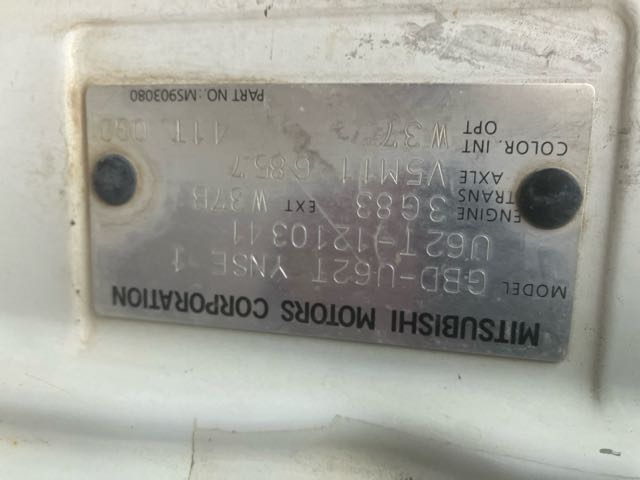 MITSUBISHI MOTORS CORPORATION
MODEL GBD-U62T YNSE 1
U62T-1210341
ENGINE 3G83 EXT W37B
TRANS AXLE V5M11 6857
COLOR. INT OPT W 37 41T
PART NO.: MS903080